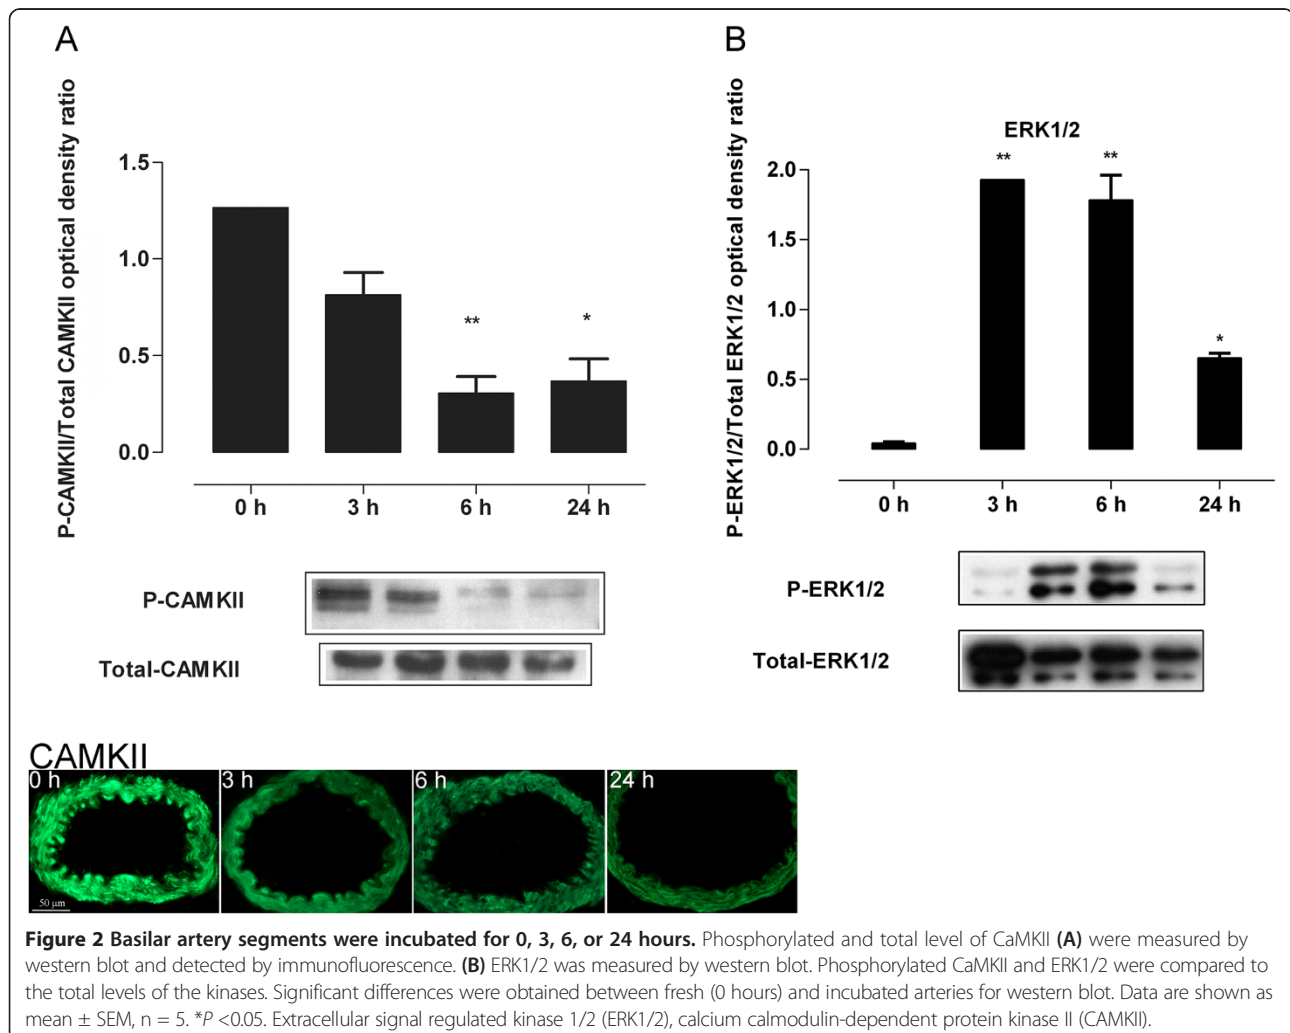 A
P-CAMKII/Total CAMKII optical density ratio
1.5
1.0
0.5
0.0
**
*
0 h 3 h 6 h 24 h
P-CAMKII
Total-CAMKII
B
P-ERK1/2/Total ERK1/2 optical density ratio
ERK1/2
2.0
1.5
1.0
0.5
0.0
**
**
*
0 h 3 h 6 h 24 h
P-ERK1/2
Total-ERK1/2
CAMKII
0 h 3 h 6 h 24 h
50 µm
Figure 2 Basilar artery segments were incubated for 0, 3, 6, or 24 hours. Phosphorylated and total level of CaMKII (A) were measured by
western blot and detected by immunofluorescence. (B) ERK1/2 was measured by western blot. Phosphorylated CaMKII and ERK1/2 were compared to
the total levels of the kinases. Significant differences were obtained between fresh (0 hours) and incubated arteries for western blot. Data are shown as
mean ± SEM, n = 5. *P <0.05. Extracellular signal regulated kinase 1/2 (ERK1/2), calcium calmodulin-dependent protein kinase II (CAMKII).